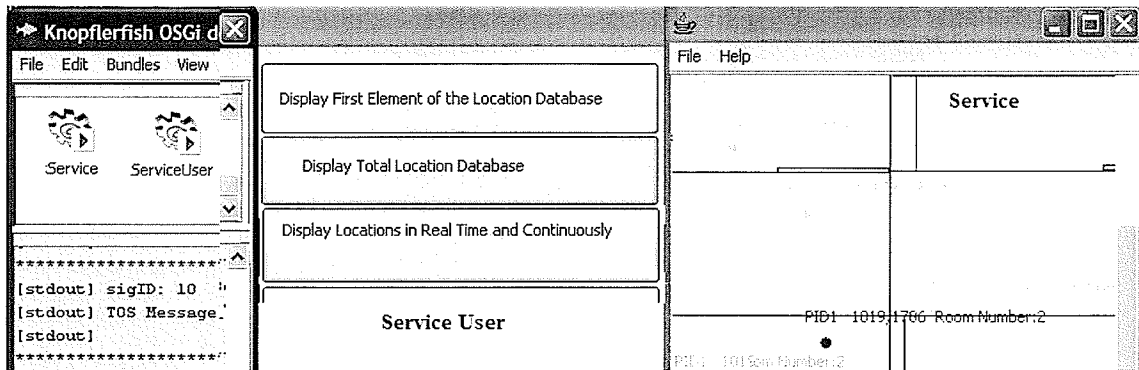 Knopflerfish OSGi d
File Edit Bundles View
Service ServiceUser
[stdout] sigID: 10
[stdout] TOS Message
[stdout]
Display First Element of the Location Database
Display Total Location Database
Display Locations in Real Time and Continuously
Service User
File Help
Service
PID1 1019,1706 Room Number:2